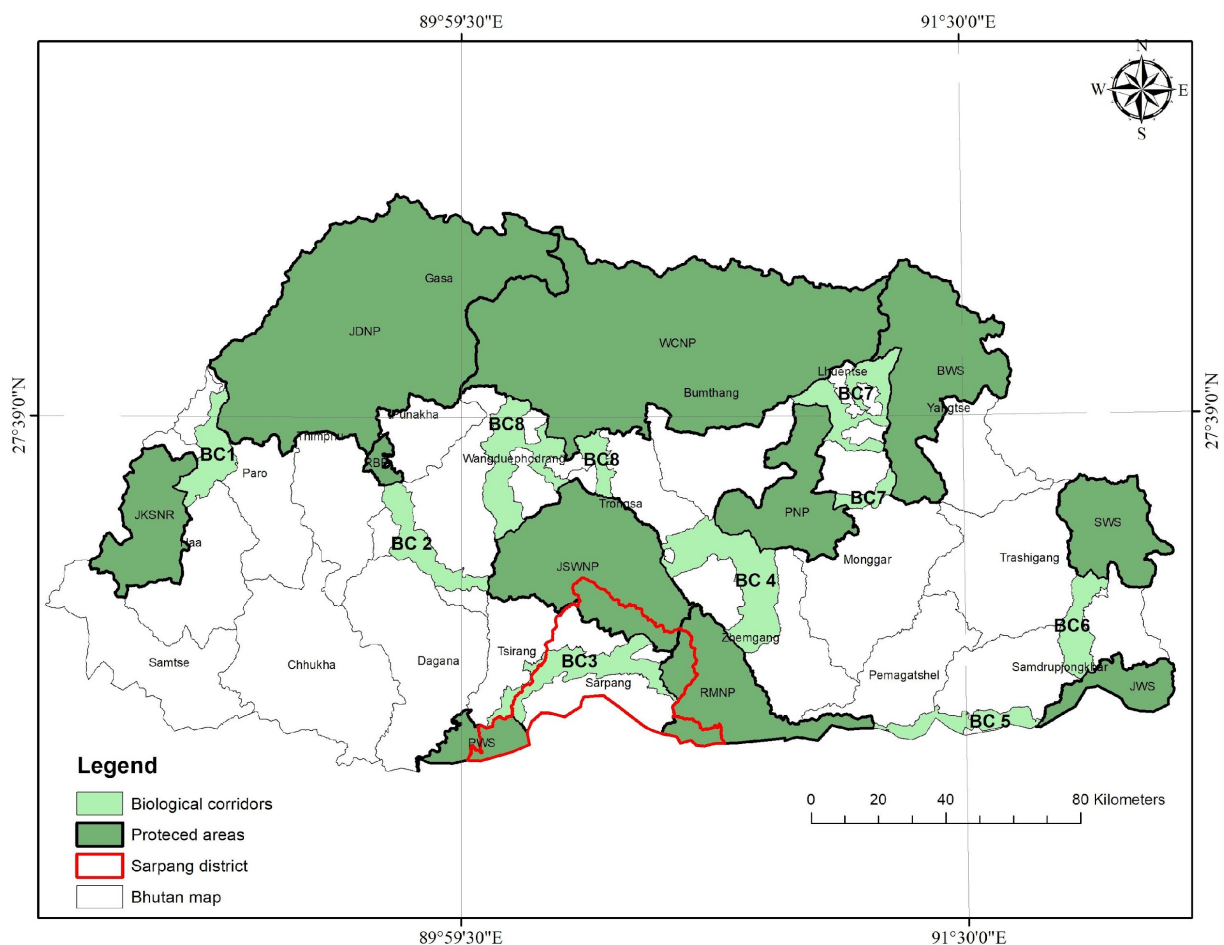 89°59'30"E 91°30'0"E
N
W E
S
Gasa
JDNP
WCNP
Bumthang
Lhuentse
BWS
BC7
Yangtse
27°39'0"N 27°39'0"N
Punakha
BC8
Thimphu
BC1
Paro
Wangduephodrang
BC8
BC7
Trongsa
JKSNR
PNP
SWS
Haa
BC 2
Monggar
Trashigang
JSWNP
BC 4
BC6
Zhemgang
Tsirang
BC3
Samtse
Chhukha
Dagana
Sarpang
Pemagatshel
Samdrupjongkhar
RMNP
JWS
BC 5
PWS
Legend
Biological corridors
Proteced areas
Sarpang district
Bhutan map
0 20 40 80 Kilometers
89°59'30"E 91°30'0"E